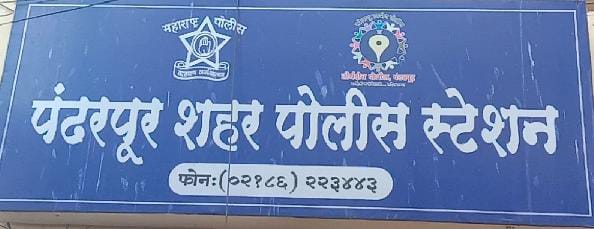 महाराष्ट्र पोलीस
पंढरपूर शहर पोलीस स्टेशन
फोन:(०२१८६) २२३४४३